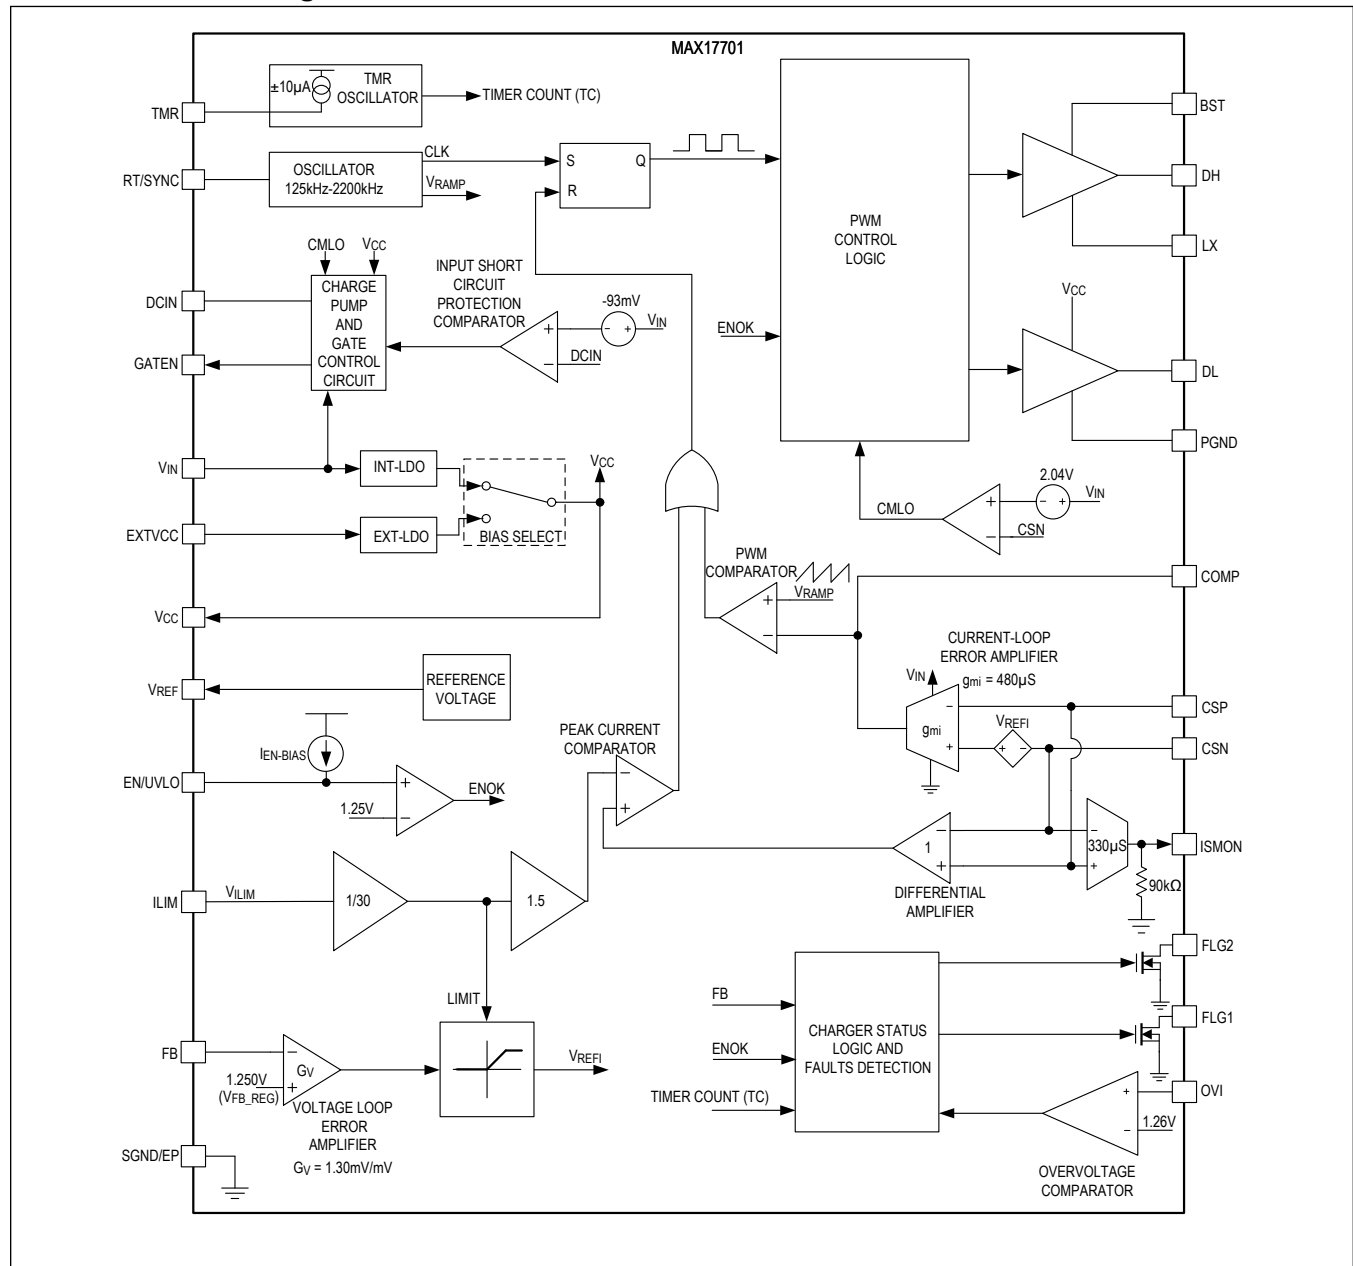 MAX17701
±10µA
TMR
OSCILLATOR
TIMER COUNT (TC)
TMR
RT/SYNC
OSCILLATOR
125kHz-2200kHz
CLK
VRAMP
S
Q
R
PWM
CONTROL
LOGIC
BST
DH
LX
CMLO
VCC
DCIN
GATEN
CHARGE
PUMP
AND
GATE
CONTROL
CIRCUIT
INPUT SHORT
CIRCUIT
PROTECTION
COMPARATOR
-93mV
+
−
− +
VIN
DCIN
ENOK
VCC
DL
PGND
VIN
INT-LDO
EXTVCC
EXT-LDO
BIAS SELECT
VCC
VCC
CMLO
2.04V
+
−
− +
VIN
CSN
PWM
COMPARATOR
VRAMP
+
−
COMP
CURRENT-LOOP
ERROR AMPLIFIER
gmi = 480µS
VIN
gmi
−
+
VREFI
+ −
CSP
CSN
VREF
REFERENCE
VOLTAGE
IEN-BIAS
EN/UVLO
1.25V
+
−
ENOK
PEAK CURRENT
COMPARATOR
−
+
1
−
+
DIFFERENTIAL
AMPLIFIER
−
330µS
+
ISMON
90kΩ
ILIM
VILIM
1/30
1.5
LIMIT
FB
1.250V
(VFB_REG)
−
GV
+
VOLTAGE LOOP
ERROR
AMPLIFIER
GV = 1.30mV/mV
VREFI
SGND/EP
FB
ENOK
TIMER COUNT (TC)
CHARGER STATUS
LOGIC AND
FAULTS DETECTION
FLG2
FLG1
OVI
+
−
1.26V
OVERVOLTAGE
COMPARATOR